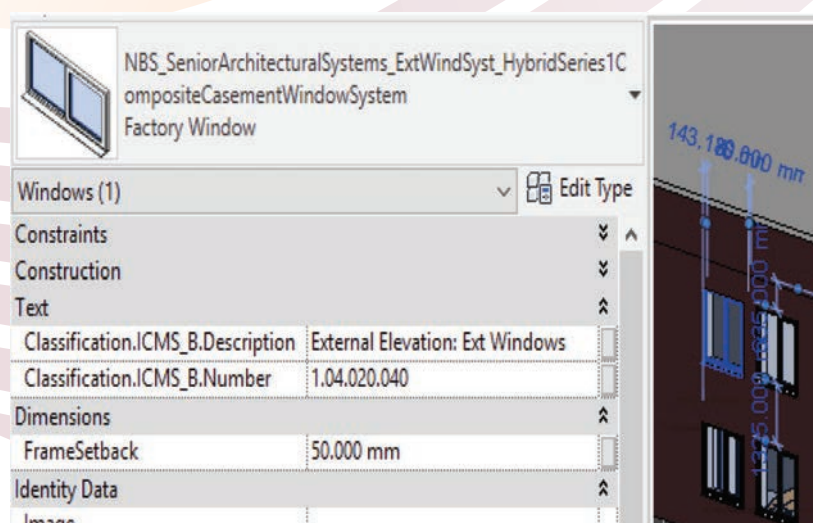 NBS_SeniorArchitecturalSystems_ExtWindSyst_HybridSeries1C
ompositeCasementWindowSystem
Factory Window
Windows (1)
Edit Type
Constraints
Construction
Text
Classification.ICMS_B.Description External Elevation: Ext Windows
Classification.ICMS_B.Number 1.04.020.040
Dimensions
FrameSetback 50.000 mm
Identity Data
Image